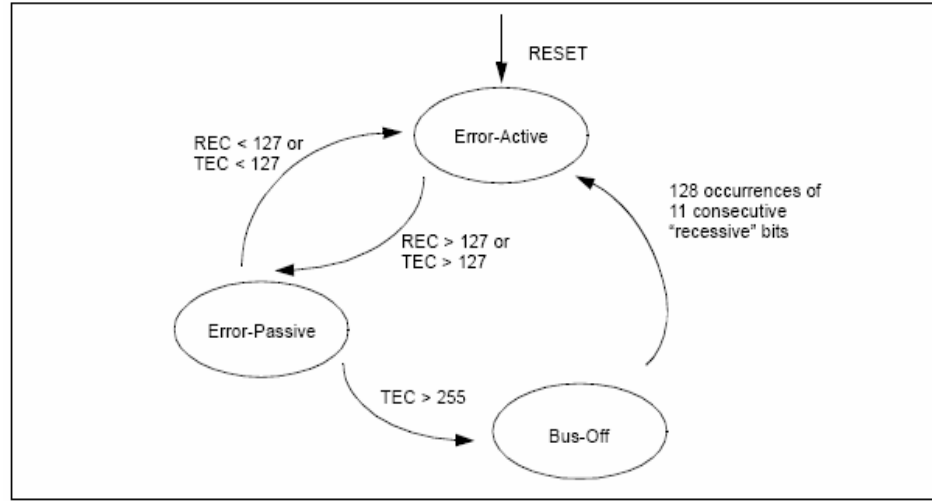 RESET
Error-Active
REC < 127 or
TEC < 127
128 occurrences of
11 consecutive
“recessive” bits
REC > 127 or
TEC > 127
Error-Passive
TEC > 255
Bus-Off